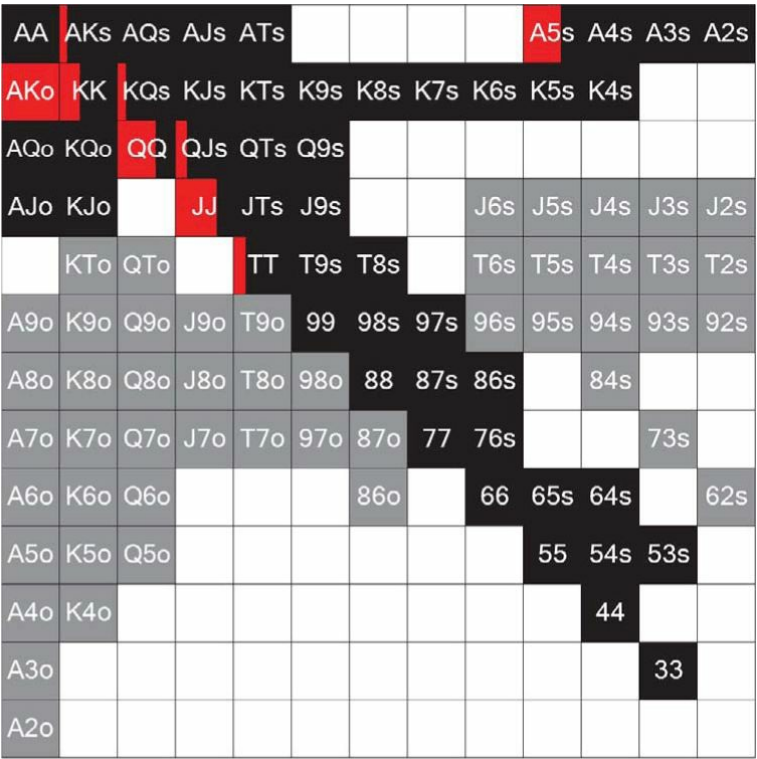 AA AKs AQs AJs ATs A5s A4s A3s A2s
AKo KK KQs KJs KTs K9s K8s K7s K6s K5s K4s
AQo KQo QQ QJs QTs Q9s
AJo KJo JJ JTs J9s J6s J5s J4s J3s J2s
KTo QTo TT T9s T8s T6s T5s T4s T3s T2s
A9o K9o Q9o J9o T9o 99 98s 97s 96s 95s 94s 93s 92s
A8o K8o Q8o J8o T8o 98o 88 87s 86s 84s
A7o K7o Q7o J7o T7o 97o 87o 77 76s 73s
A6o K6o Q6o 86o 66 65s 64s 62s
A5o K5o Q5o 55 54s 53s
A4o K4o 44
A3o 33
A2o